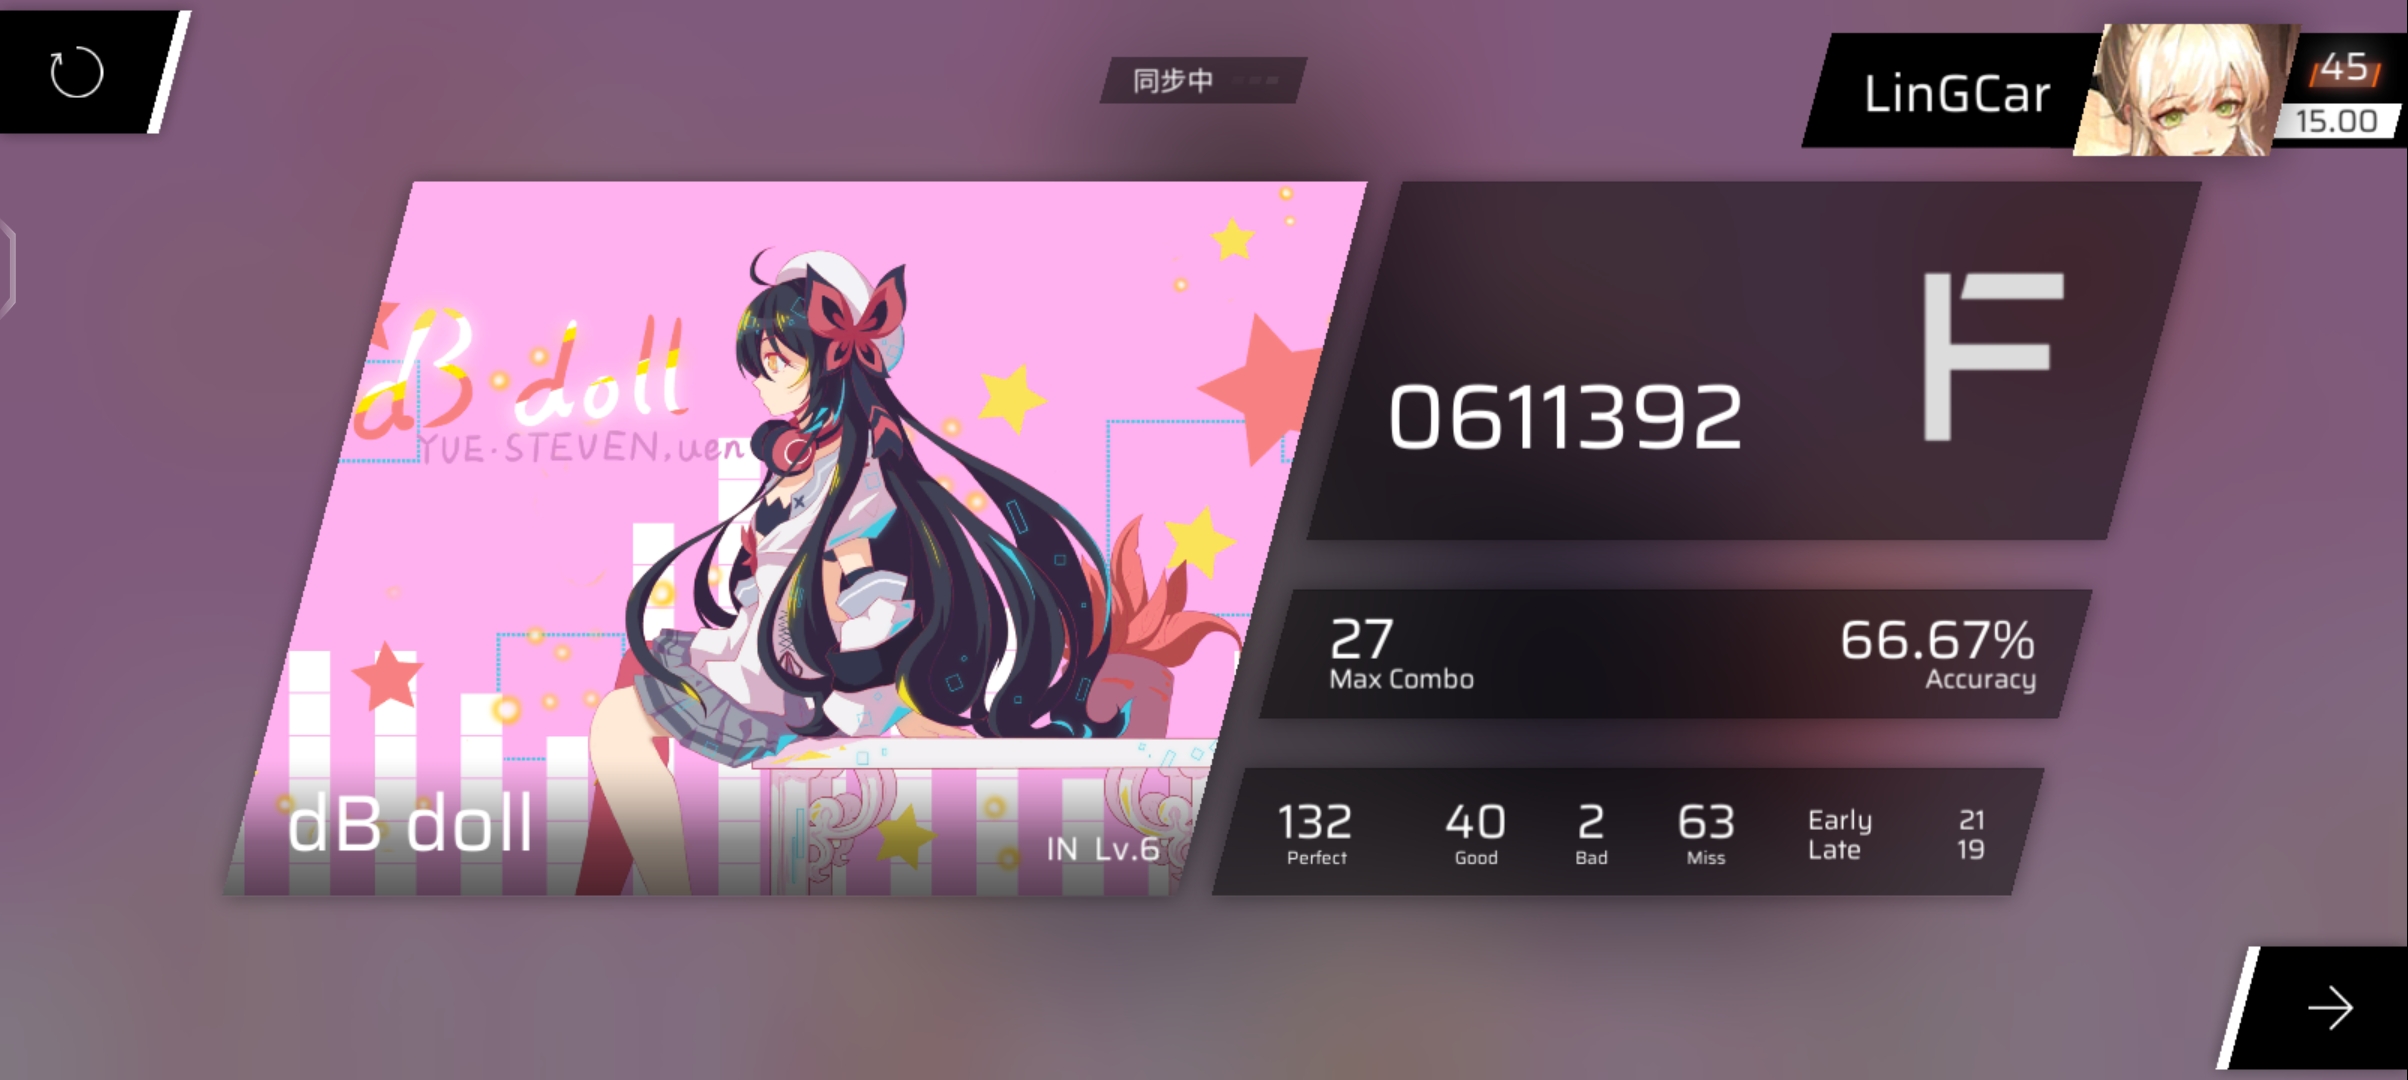 同步中
LinGCar
45
15.00
dB doll
YUE·STEVEN,uen
dB doll
IN Lv.6
0611392
F
27
Max Combo
66.67%
Accuracy
132
Perfect
40
Good
2
Bad
63
Miss
Early 21
Late 19